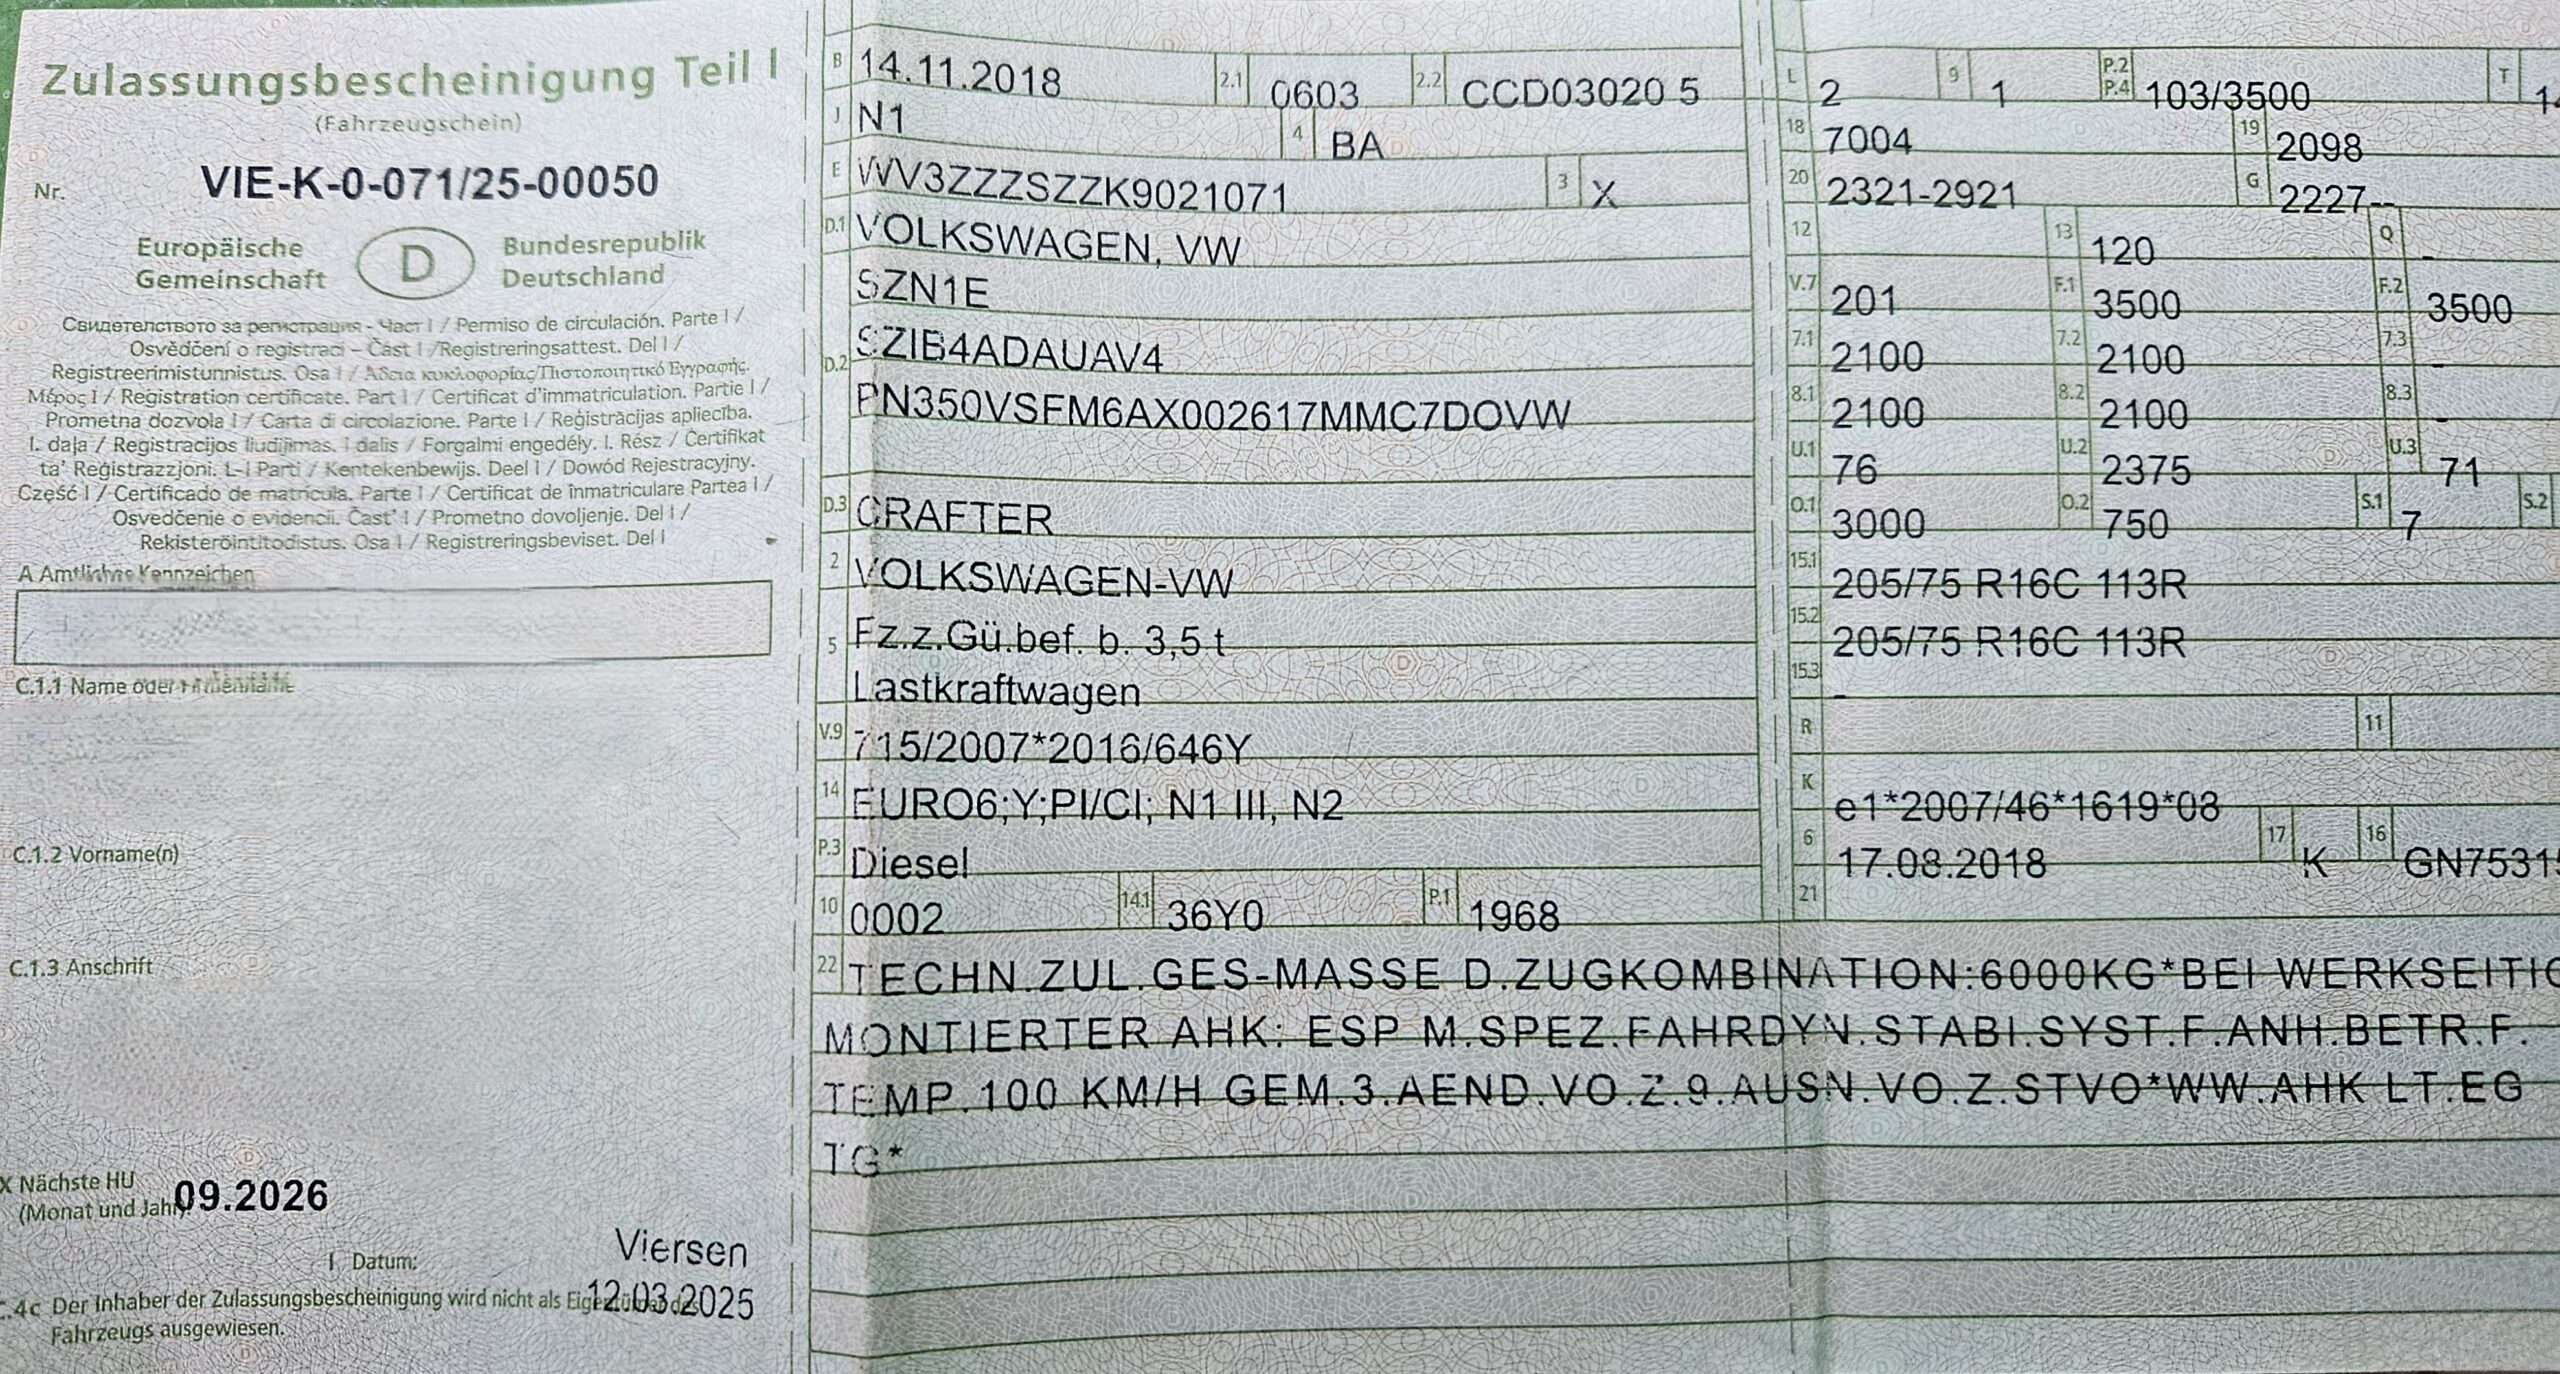 Zulassungsbescheinigung Teil I
(Fahrzeugschein)
Nr. VIE-K-0-071/25-00050
Europäische Gemeinschaft
D
Bundesrepublik Deutschland
Свидетелството за регистрация - Част I / Permiso de circulación. Parte I /
Osvědčení o registraci – Část I /Registreringsattest. Del I /
Registreerimistunnistus. Osa I / Άδεια κυκλοφορίας/Πιστοποιητικό Εγγραφής.
Μέρος I / Registration certificate. Part I / Certificat d'immatriculation. Partie I /
Prometna dozvola I / Carta di circolazione. Parte I / Reģistrācijas apliecība.
I. daļa / Registracijos liudijimas. I dalis / Forgalmi engedély. I. Rész / Ċertifikat
ta' Reġistrazzjoni. L-I Parti / Kentekenbewijs. Deel I / Dowód Rejestracyjny.
Część I / Certificado de matrícula. Parte I / Certificat de înmatriculare Partea I /
Osvedčenie o evidencii. Časť I / Prometno dovoljenje. Del I /
Rekisteröintitodistus. Osa I / Registreringsbeviset. Del I
A Amtliches Kennzeichen
C.1.1 Name oder
C.1.2 Vorname(n)
C.1.3 Anschrift
X Nächste HU
(Monat und Jahr) 09.2026
Viersen
I Datum:
12.03.2025
C.4c Der Inhaber der Zulassungsbescheinigung wird nicht als Eigentümer des
Fahrzeugs ausgewiesen.
B 14.11.2018 2.1 0603 2.2 CCD03020 5
J N1 4 BA
E WV3ZZZSZZK9021071 3 X
D.1 VOLKSWAGEN, VW
SZN1E
D.2 SZIB4ADAUAV4
PN350VSFM6AX002617MMC7DOVW
D.3 CRAFTER
2 VOLKSWAGEN-VW
5 Fz.z.Gü.bef. b. 3,5 t
Lastkraftwagen
V.9 715/2007*2016/646Y
14 EURO6;Y;PI/CI; N1 III, N2
P.3 Diesel
10 0002 14.1 36Y0 P.1 1968
L 2 9 1 P.2 P.4 103/3500 T
18 7004 19 2098
20 2321-2921 G 2227--
12 13 120 Q -
V.7 201 F.1 3500 F.2 3500
7.1 2100 7.2 2100 7.3 -
8.1 2100 8.2 2100 8.3 -
U.1 76 U.2 2375 U.3 71
O.1 3000 O.2 750 S.1 7 S.2
15.1 205/75 R16C 113R
15.2 205/75 R16C 113R
15.3 -
R 11
K e1*2007/46*1619*08
6 17.08.2018 17 K 16 GN7531
21
22 TECHN.ZUL.GES-MASSE D.ZUGKOMBINATION:6000KG*BEI WERKSEITIG
MONTIERTER AHK: ESP M.SPEZ.FAHRDYN.STABI.SYST.F.ANH.BETR.F.
TEMP.100 KM/H GEM.3.AEND.VO.Z.9.AUSN.VO.Z.STVO*WW.AHK LT.EG
TG*